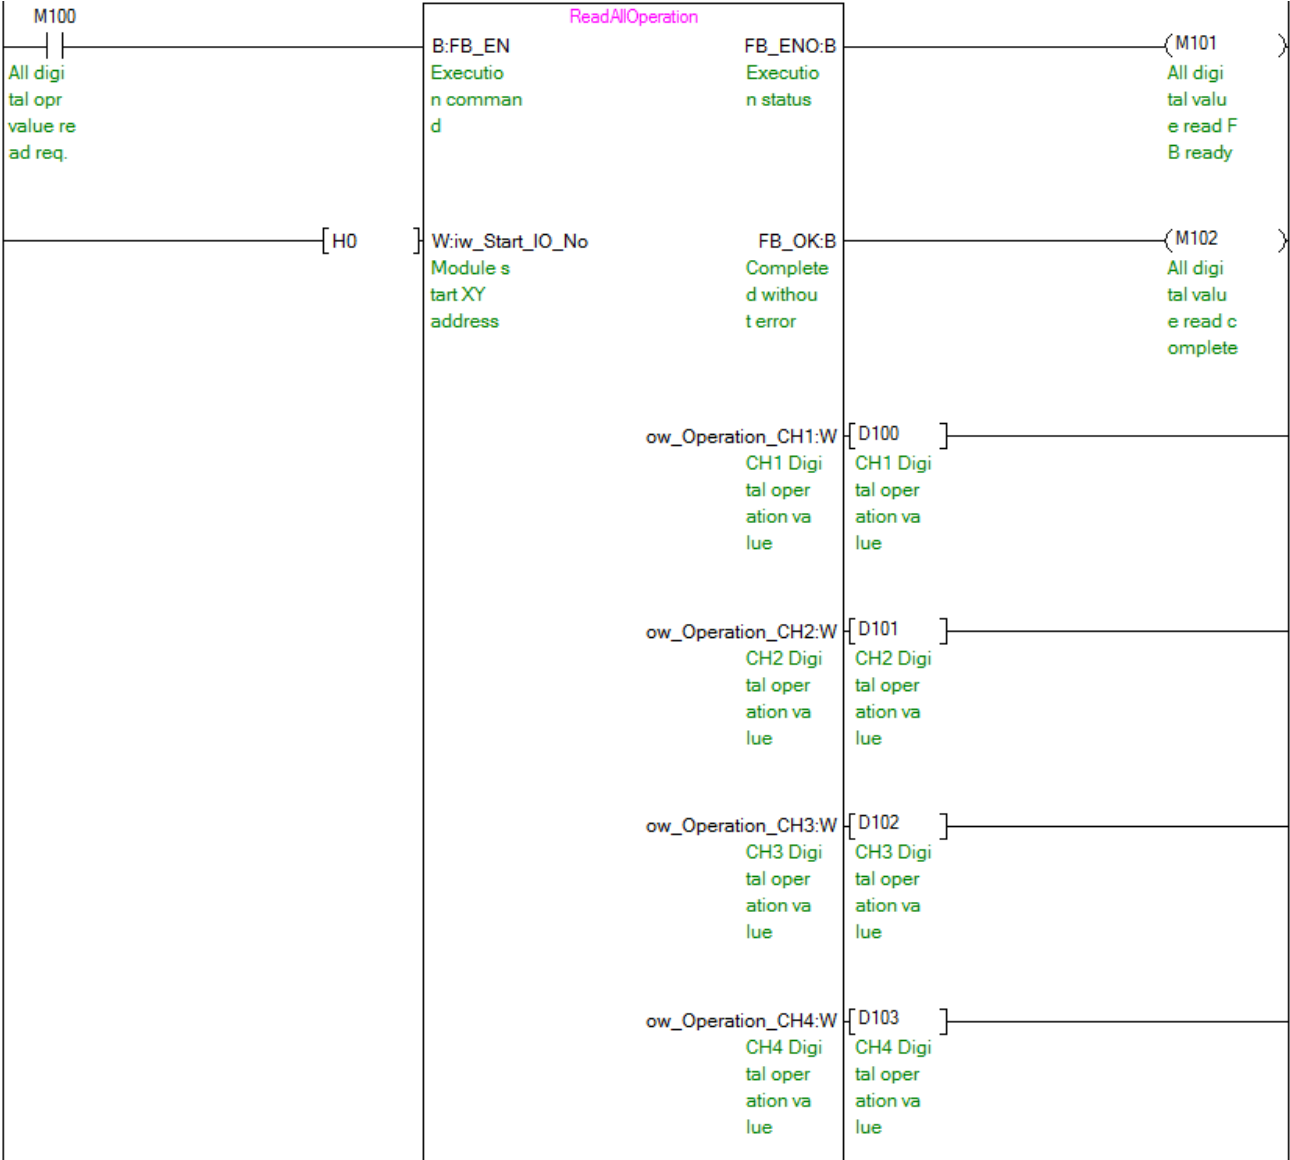 M100
ReadAllOperation
B:FB_EN
FB_ENO:B
M101
All digi
tal opr
value re
ad req.
Executio
n comman
d
Executio
n status
All digi
tal valu
e read F
B ready
H0
W:iw_Start_IO_No
FB_OK:B
M102
Module s
tart XY
address
Complete
d withou
t error
All digi
tal valu
e read c
omplete
ow_Operation_CH1:W
D100
CH1 Digi
tal oper
ation va
lue
CH1 Digi
tal oper
ation va
lue
ow_Operation_CH2:W
D101
CH2 Digi
tal oper
ation va
lue
CH2 Digi
tal oper
ation va
lue
ow_Operation_CH3:W
D102
CH3 Digi
tal oper
ation va
lue
CH3 Digi
tal oper
ation va
lue
ow_Operation_CH4:W
D103
CH4 Digi
tal oper
ation va
lue
CH4 Digi
tal oper
ation va
lue